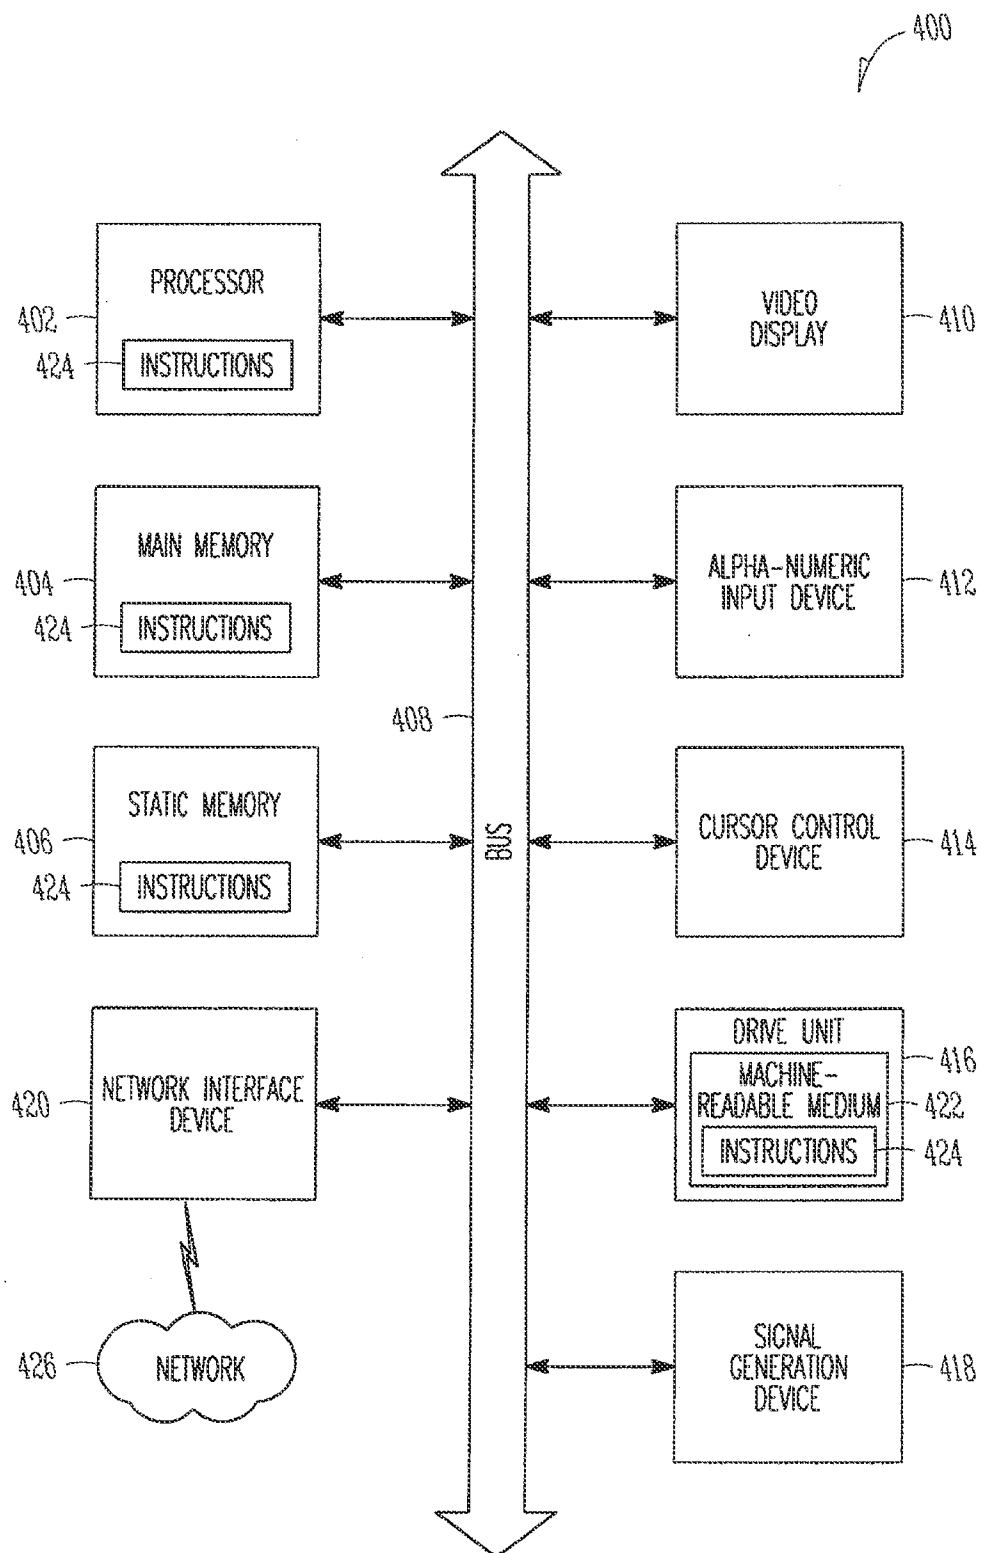 400
PROCESSOR
402
424
INSTRUCTIONS
VIDEO
DISPLAY
410
MAIN MEMORY
404
424
INSTRUCTIONS
ALPHA-NUMERIC
INPUT DEVICE
412
408
BUS
STATIC MEMORY
406
424
INSTRUCTIONS
CURSOR CONTROL
DEVICE
414
NETWORK INTERFACE
DEVICE
420
DRIVE UNIT
416
MACHINE-
READABLE MEDIUM
422
INSTRUCTIONS
424
426
NETWORK
SIGNAL
GENERATION
DEVICE
418